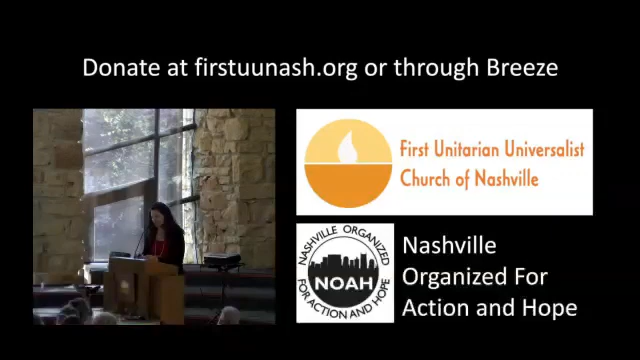 Donate at firstuunash.org or through Breeze
First Unitarian Universalist
Church of Nashville
NASHVILLE ORGANIZED
NOAH
FOR ACTION AND HOPE
Nashville
Organized For
Action and Hope